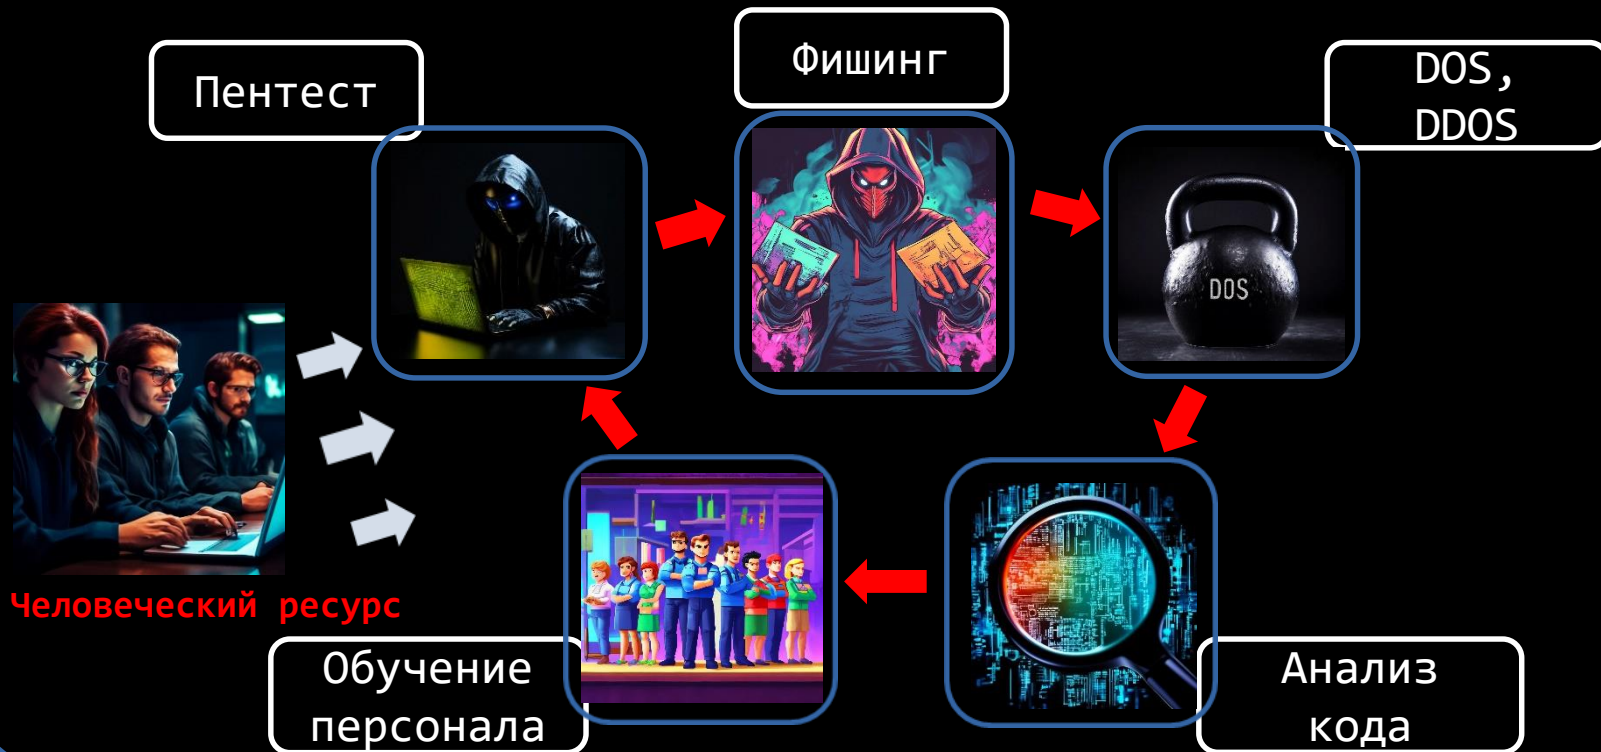 Пентест
Фишинг
DOS,
DDOS
DOS
Человеческий ресурс
Обучение
персонала
Анализ
кода